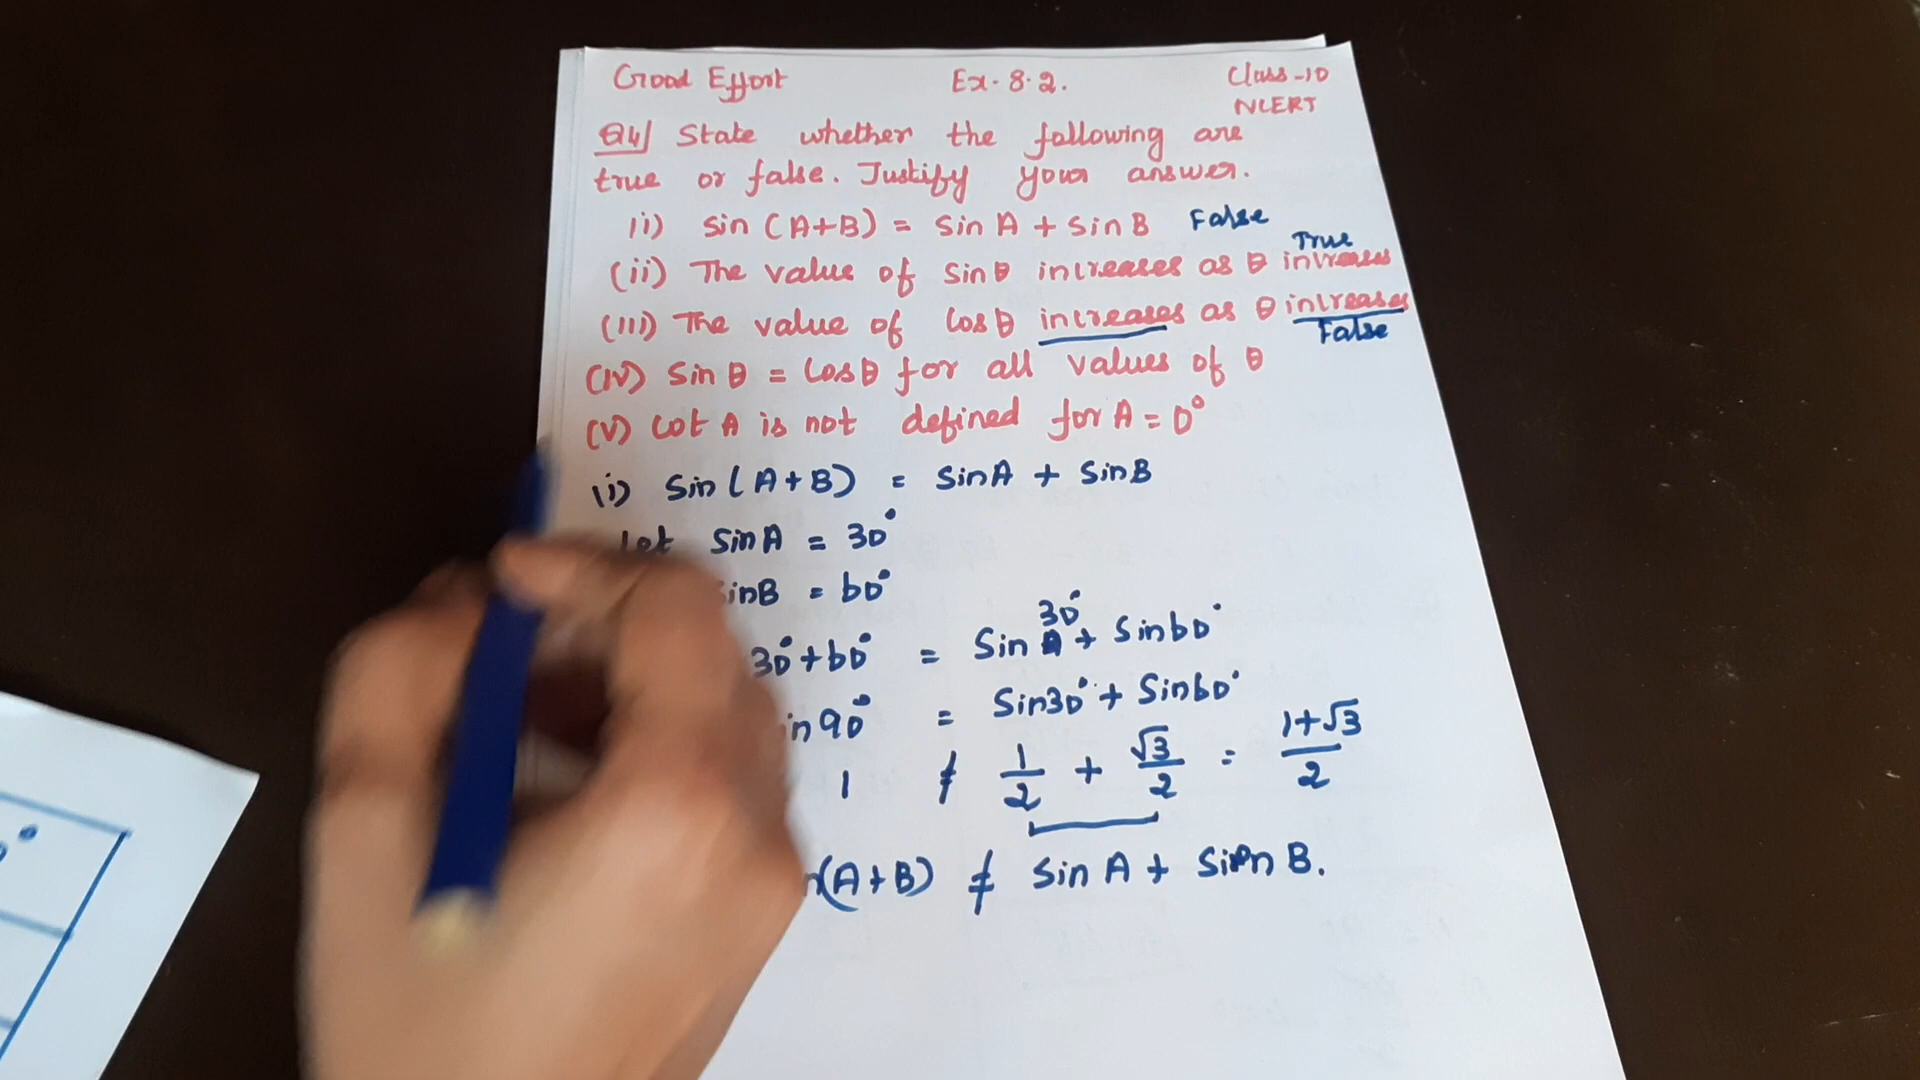 Good Effort Ex. 8.2. Class-10
NCERT
Q4/ State whether the following are
true or false. Justify your answer.
(i) sin (A+B) = sin A + sin B False
(ii) The value of sin θ increases as θ increases True
(iii) The value of cos θ increases as θ increases False
(iv) sin θ = cos θ for all values of θ
(v) cot A is not defined for A = 0°
(i) Sin (A+B) = SinA + SinB
Let SinA = 30°
inB = 60°
30°+60° = Sin 30° + Sin60°
in 90° = Sin30° + Sin60°
1 ≠ 1/2 + √3/2 = 1+√3/2
n(A+B) ≠ Sin A + Sin B.